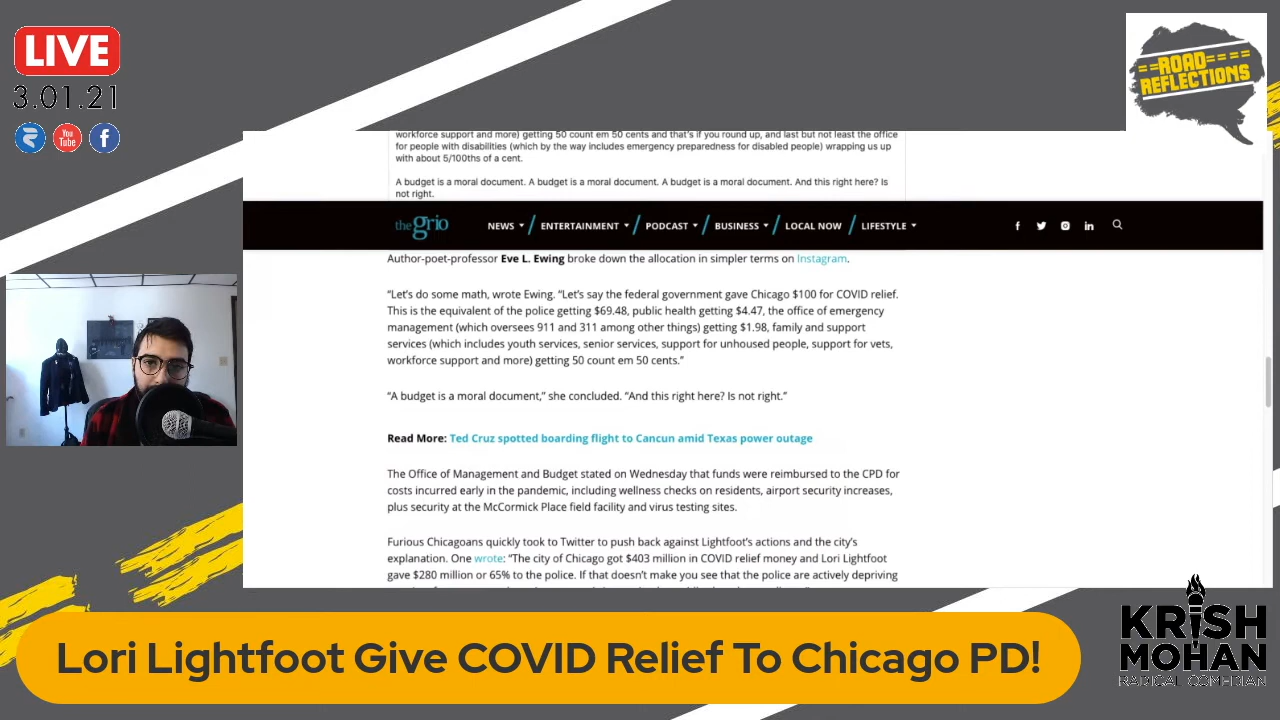 LIVE
3.01.21
You
Tube
==ROAD====
REFLECTIONS
workforce support and more) getting 50 count em 50 cents and that's if you round up, and last but not least the office
for people with disabilities (which by the way includes emergency preparedness for disabled people) wrapping us up
with about 5/100ths of a cent.
A budget is a moral document. A budget is a moral document. A budget is a moral document. And this right here? Is
not right.
thegrio NEWS ENTERTAINMENT PODCAST BUSINESS LOCAL NOW LIFESTYLE
Author-poet-professor Eve L. Ewing broke down the allocation in simpler terms on Instagram.
“Let’s do some math, wrote Ewing. “Let’s say the federal government gave Chicago $100 for COVID relief.
This is the equivalent of the police getting $69.48, public health getting $4.47, the office of emergency
management (which oversees 911 and 311 among other things) getting $1.98, family and support
services (which includes youth services, senior services, support for unhoused people, support for vets,
workforce support and more) getting 50 count em 50 cents.”
“A budget is a moral document,” she concluded. “And this right here? Is not right.”
Read More: Ted Cruz spotted boarding flight to Cancun amid Texas power outage
The Office of Management and Budget stated on Wednesday that funds were reimbursed to the CPD for
costs incurred early in the pandemic, including wellness checks on residents, airport security increases,
plus security at the McCormick Place field facility and virus testing sites.
Furious Chicagoans quickly took to Twitter to push back against Lightfoot’s actions and the city’s
explanation. One wrote: “The city of Chicago got $403 million in COVID relief money and Lori Lightfoot
gave $280 million or 65% to the police. If that doesn’t make you see that the police are actively depriving
Lori Lightfoot Give COVID Relief To Chicago PD!
KRISH
MOHAN
RADICAL COMEDIAN